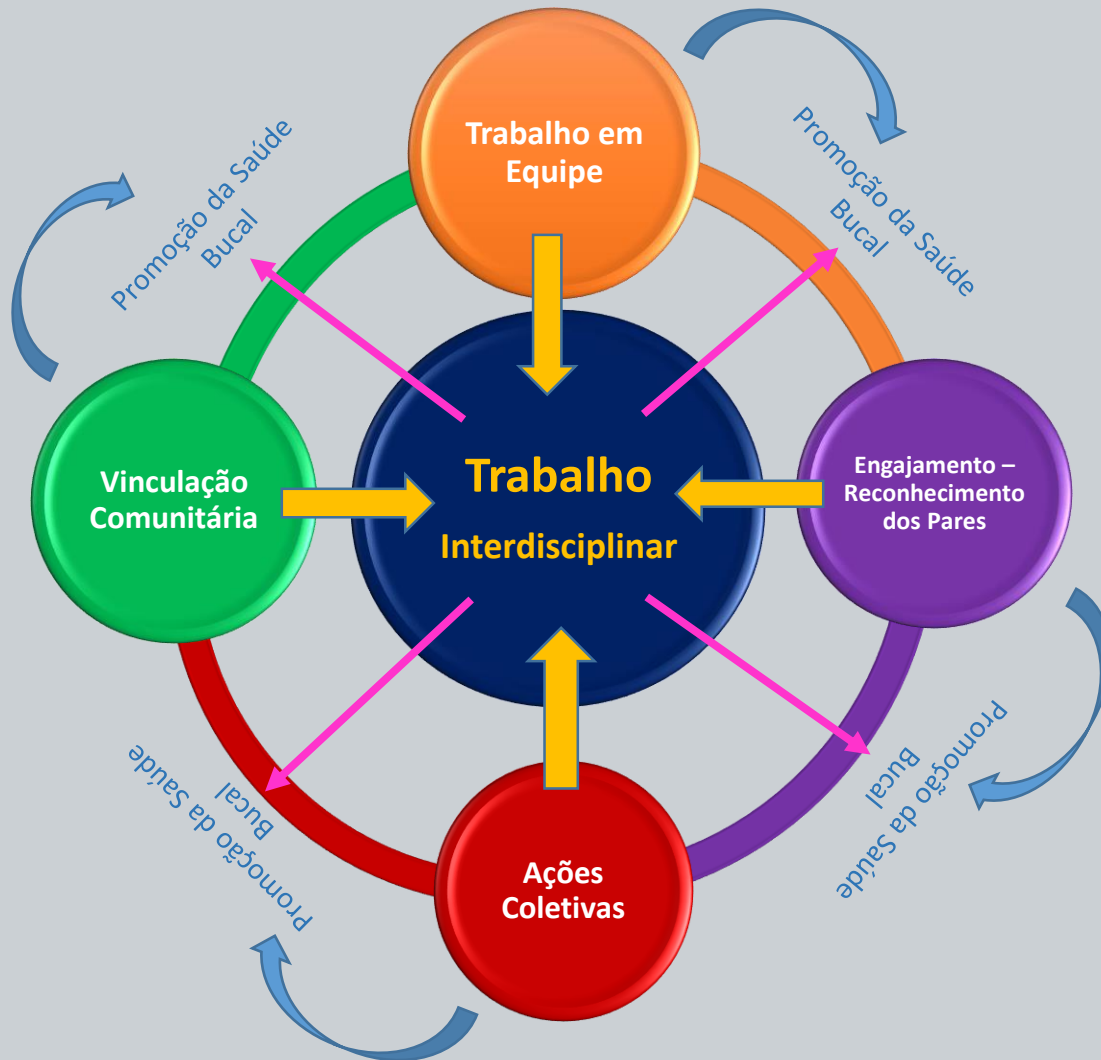 Trabalho em
Equipe
Promoção da Saúde
Bucal
Promoção da Saúde
Bucal
Vinculação
Comunitária
Trabalho
Interdisciplinar
Engajamento –
Reconhecimento
dos Pares
Promoção da Saúde
Bucal
Promoção da Saúde
Bucal
Ações
Coletivas